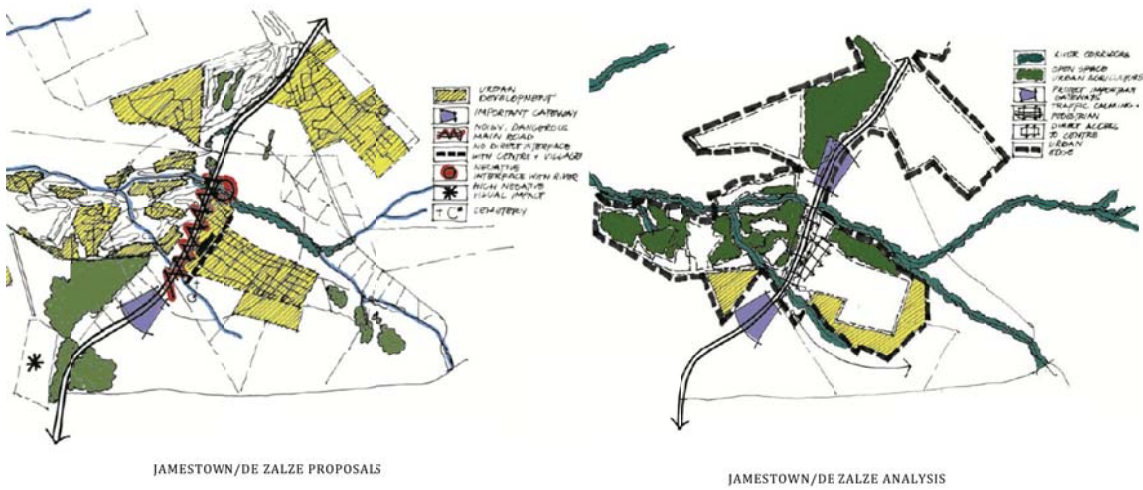 URBAN
DEVELOPMENT
IMPORTANT GATEWAY
NOISY, DANGEROUS
MAIN ROAD
NO DIRECT INTERFACE
WITH CENTRE + VILLAGES
NEGATIVE
INTERFACE WITH RIVER
HIGH NEGATIVE
VISUAL IMPACT
CEMETERY
RIVER CORRIDORS
OPEN SPACE
URBAN AGRICULTURE
PROTECT IMPORTANT
GATEWAYS
TRAFFIC CALMING +
PEDESTRIAN
DIRECT ACCESS
TO CENTRE
URBAN
EDGE
JAMESTOWN/DE ZALZE PROPOSALS
JAMESTOWN/DE ZALZE ANALYSIS